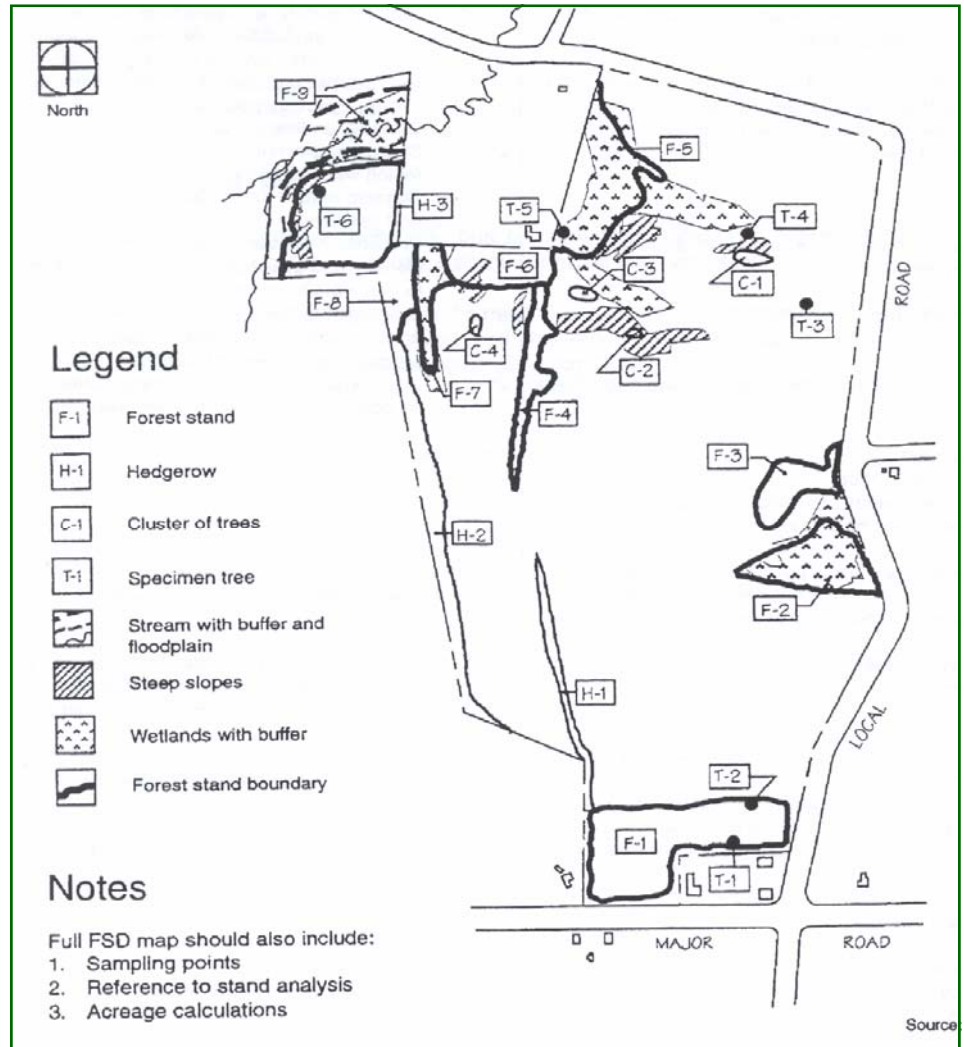 North
F-9
F-5
H-3
T-5
T-4
T-6
F-6
C-3
C-1
ROAD
F-8
T-3
C-4
C-2
F-7
F-4
F-3
H-2
F-2
H-1
LOCAL
T-2
F-1
T-1
MAJOR ROAD
Legend
F-1 Forest stand
H-1 Hedgerow
C-1 Cluster of trees
T-1 Specimen tree
Stream with buffer and
floodplain
Steep slopes
Wetlands with buffer
Forest stand boundary
Notes
Full FSD map should also include:
1. Sampling points
2. Reference to stand analysis
3. Acreage calculations
Source: